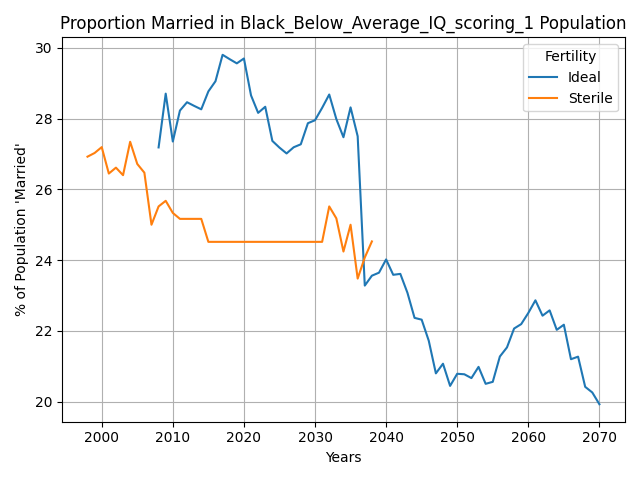 Proportion Married in Black_Below_Average_IQ_scoring_1 Population
Fertility
Ideal
Sterile
% of Population 'Married'
30
28
26
24
22
20
2000 2010 2020 2030 2040 2050 2060 2070
Years